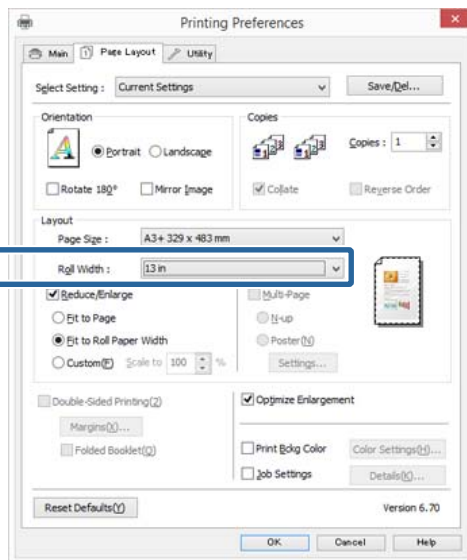 Printing Preferences
Main Page Layout Utility
Select Setting : Current Settings Save/Del...
Orientation Copies
Portrait Landscape Copies : 1
Rotate 180° Mirror Image Collate Reverse Order
Layout
Page Size : A3+ 329 x 483 mm
Roll Width : 13 in
Reduce/Enlarge Multi-Page
Fit to Page N-up
Fit to Roll Paper Width Poster(N)
Custom(F) Scale to 100 % Settings...
Double-Sided Printing(2) Optimize Enlargement
Margins(X)...
Folded Booklet(O) Print Bckg Color Color Settings(H)...
Job Settings Details(K)...
Reset Defaults(Y) Version 6.70
OK Cancel Help